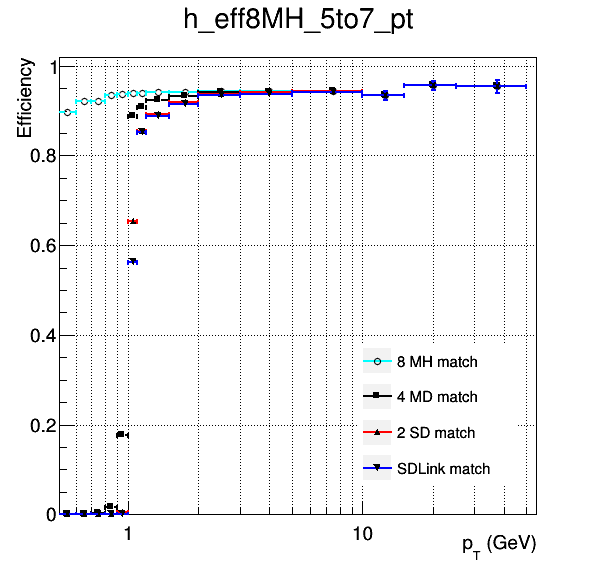 h_eff8MH_5to7_pt
Efficiency
1
0.8
0.6
0.4
0.2
0
8 MH match
4 MD match
2 SD match
SDLink match
1
10
pT (GeV)